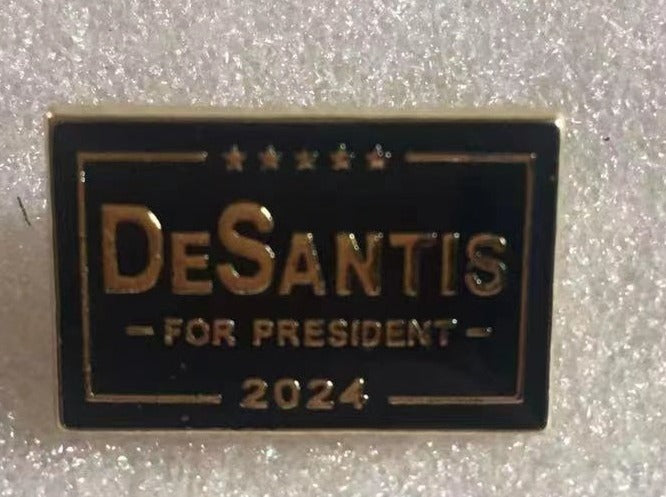 DeSantis
- FOR PRESIDENT -
2024